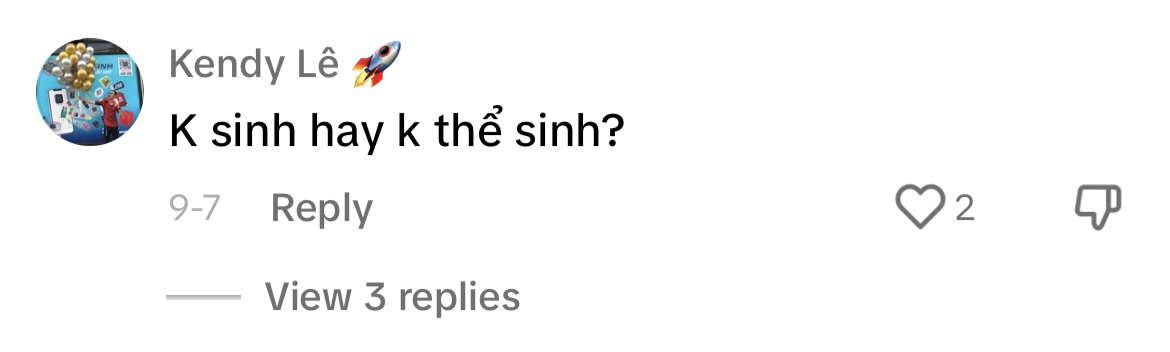 Kendy Lê 🚀
K sinh hay k thể sinh?
9-7 Reply 2
View 3 replies